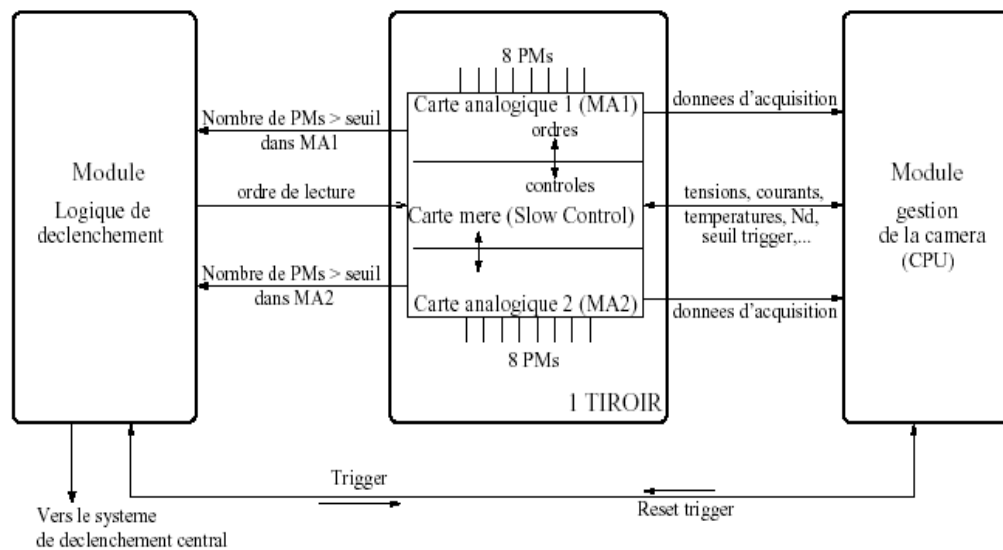 8 PMs
Carte analogique 1 (MA1)
ordres
controles
Carte mere (Slow Control)
Carte analogique 2 (MA2)
8 PMs
1 TIROIR
Nombre de PMs > seuil
dans MA1
ordre de lecture
Nombre de PMs > seuil
dans MA2
Module
Logique de
declenchement
donnees d'acquisition
tensions, courants,
temperatures, Nd,
seuil trigger,...
donnees d'acquisition
Module
gestion
de la camera
(CPU)
Trigger
Reset trigger
Vers le systeme
de declenchement central